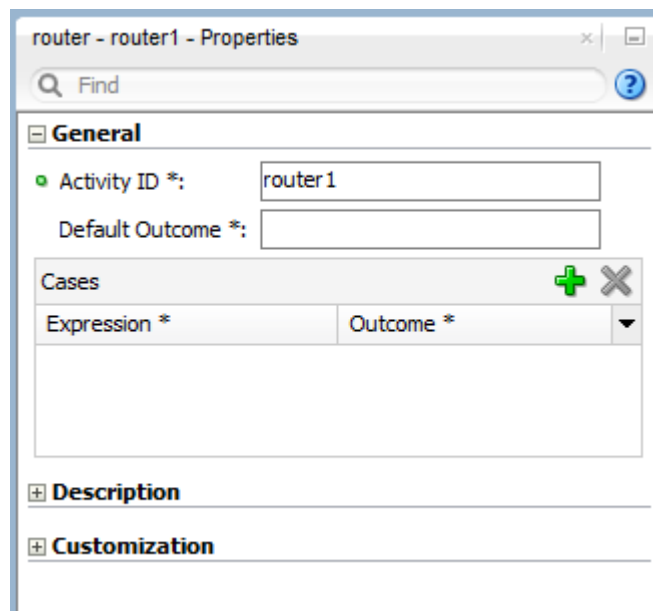 router - router1 - Properties
Find
General
Activity ID *: router1
Default Outcome *:
Cases
Expression * Outcome *
Description
Customization